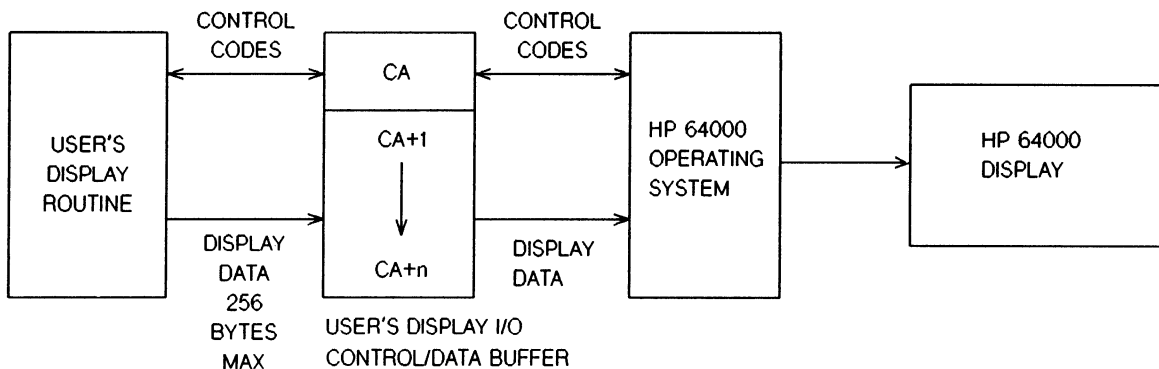 CONTROL
CODES
CONTROL
CODES
USER'S
DISPLAY
ROUTINE
CA
CA+1
CA+n
HP 64000
OPERATING
SYSTEM
HP 64000
DISPLAY
DISPLAY
DATA
256
BYTES
MAX
DISPLAY
DATA
USER'S DISPLAY I/O
CONTROL/DATA BUFFER